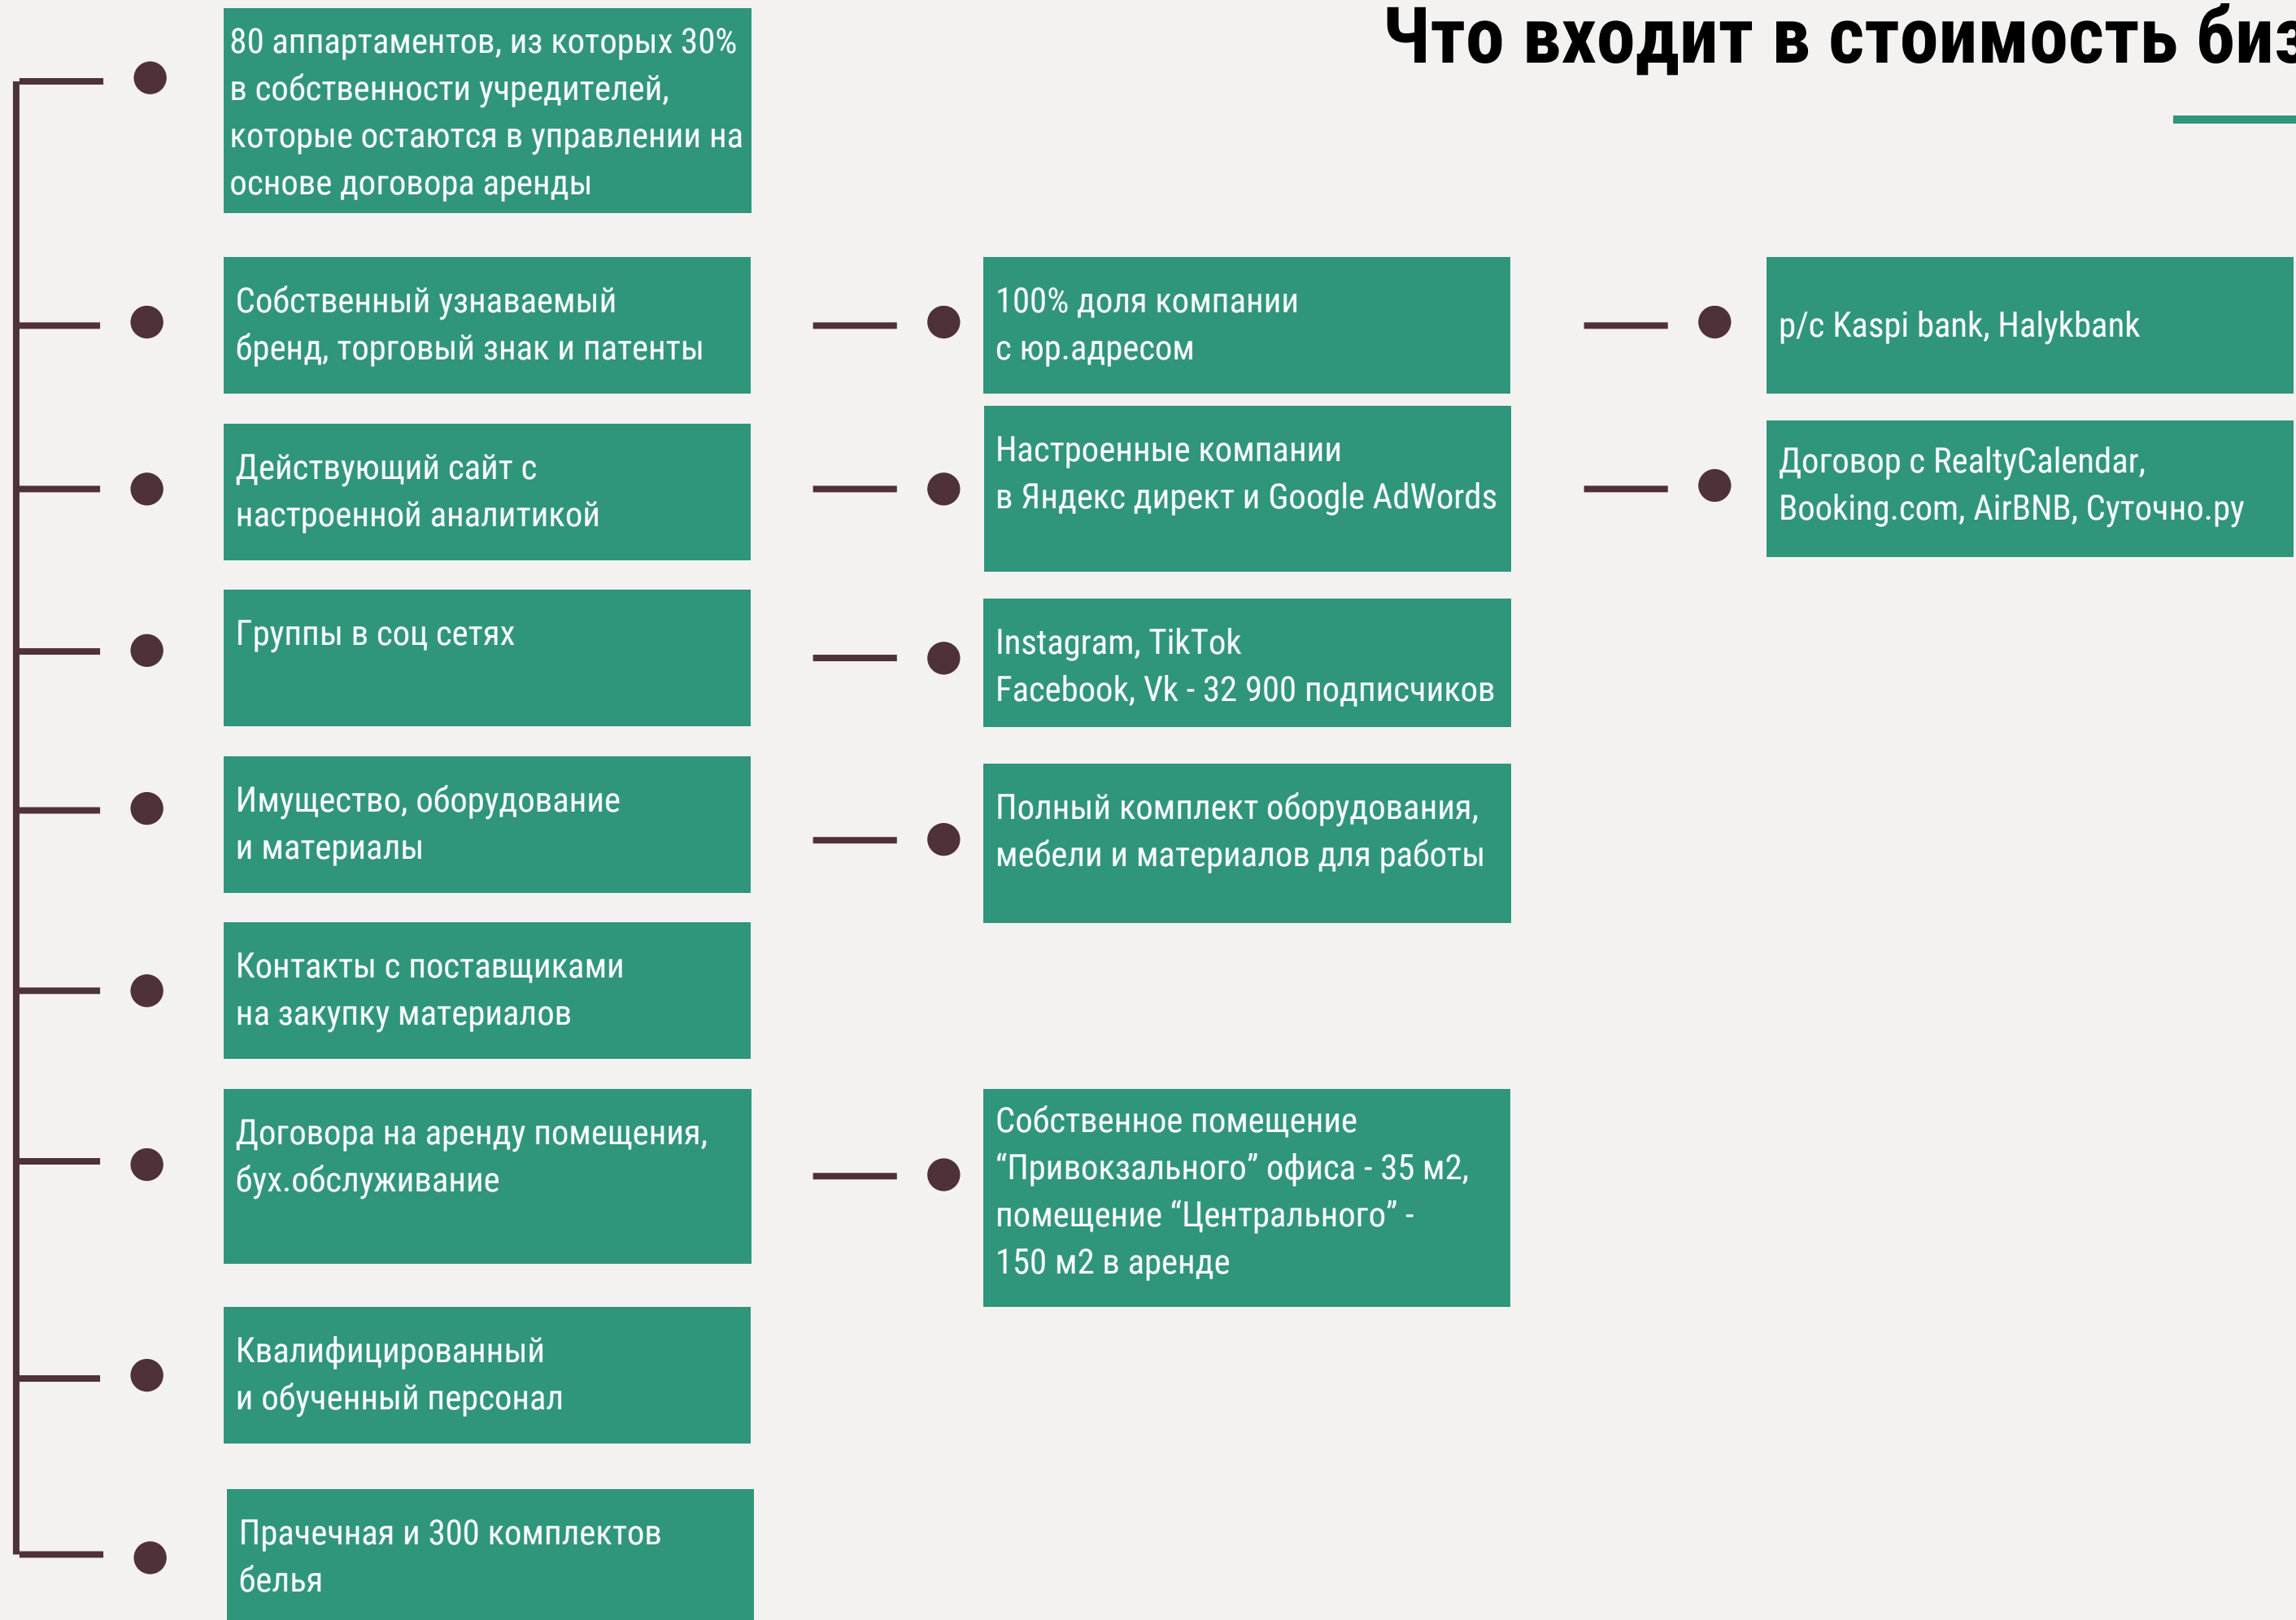 Что входит в стоимость
80 аппартаментов, из которых 30%
в собственности учредителей,
которые остаются в управлении на
основе договора аренды
Собственный узнаваемый
бренд, торговый знак и патенты
100% доля компании
с юр.адресом
р/с Kaspi bank, Halykbank
Действующий сайт с
настроенной аналитикой
Настроенные компании
в Яндекс директ и Google AdWords
Договор с RealtyCalendar,
Booking.com, AirBNB, Суточно.ру
Группы в соц сетях
Instagram, TikTok
Facebook, Vk - 32 900 подписчиков
Имущество, оборудование
и материалы
Полный комплект оборудования,
мебели и материалов для работы
Контакты с поставщиками
на закупку материалов
Договора на аренду помещения,
бух.обслуживание
Собственное помещение
“Привокзального” офиса - 35 м2,
помещение “Центрального” -
150 м2 в аренде
Квалифицированный
и обученный персонал
Прачечная и 300 комплектов
белья